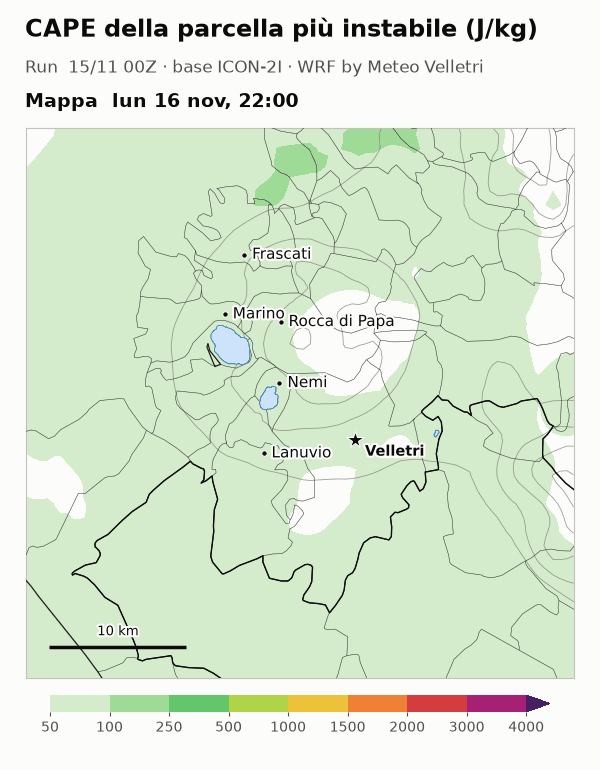 CAPE della parcella più instabile (J/kg)
Run  15/11 00Z · base ICON-2I · WRF by Meteo Velletri
Mappa  lun 16 nov, 22:00
Frascati
Marino
Rocca di Papa
Nemi
Velletri
Lanuvio
10 km
50 100 250 500 1000 1500 2000 3000 4000